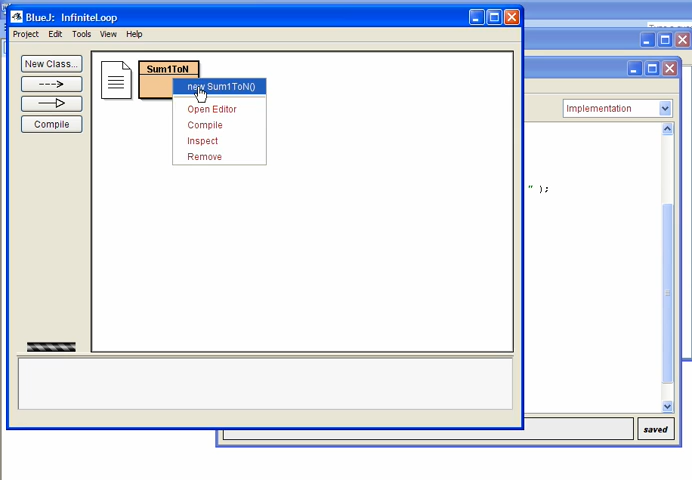 BlueJ: InfiniteLoop
Project Edit Tools View Help
New Class...
Compile
Sum1ToN
new Sum1ToN()
Open Editor
Compile
Inspect
Remove
Implementation
" );
saved